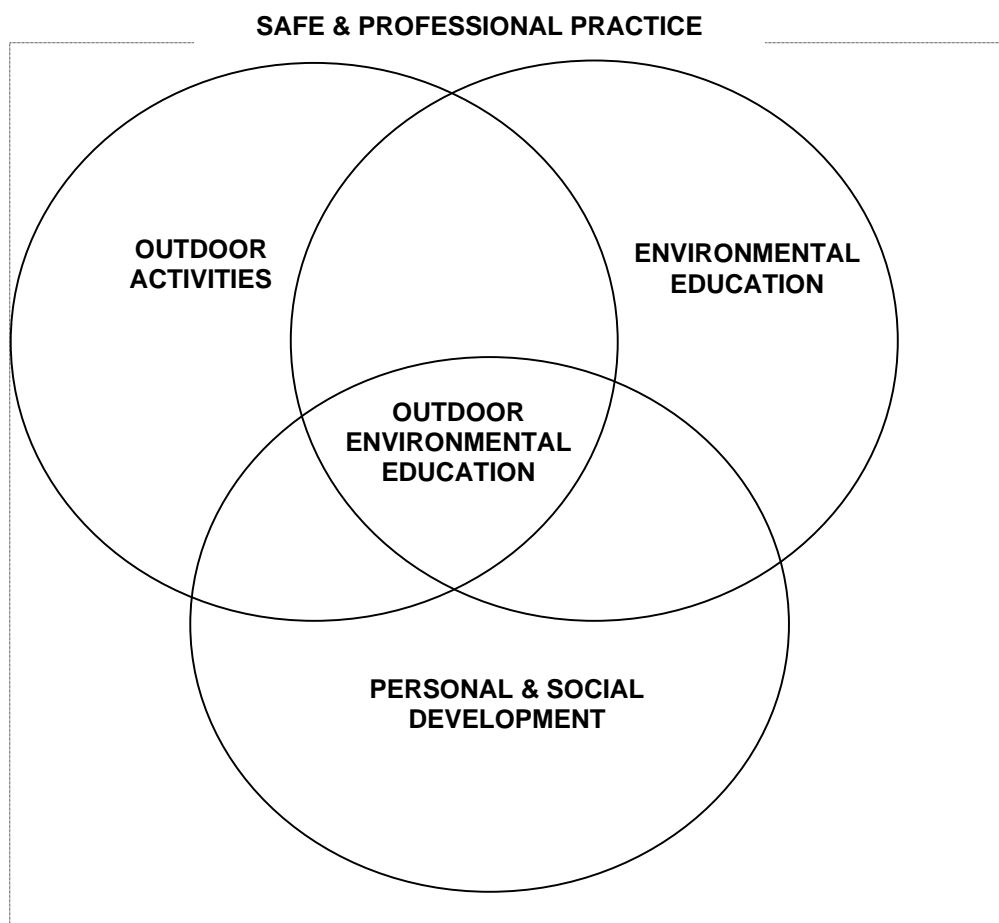 SAFE & PROFESSIONAL PRACTICE
OUTDOOR
ACTIVITIES
ENVIRONMENTAL
EDUCATION
OUTDOOR
ENVIRONMENTAL
EDUCATION
PERSONAL & SOCIAL
DEVELOPMENT